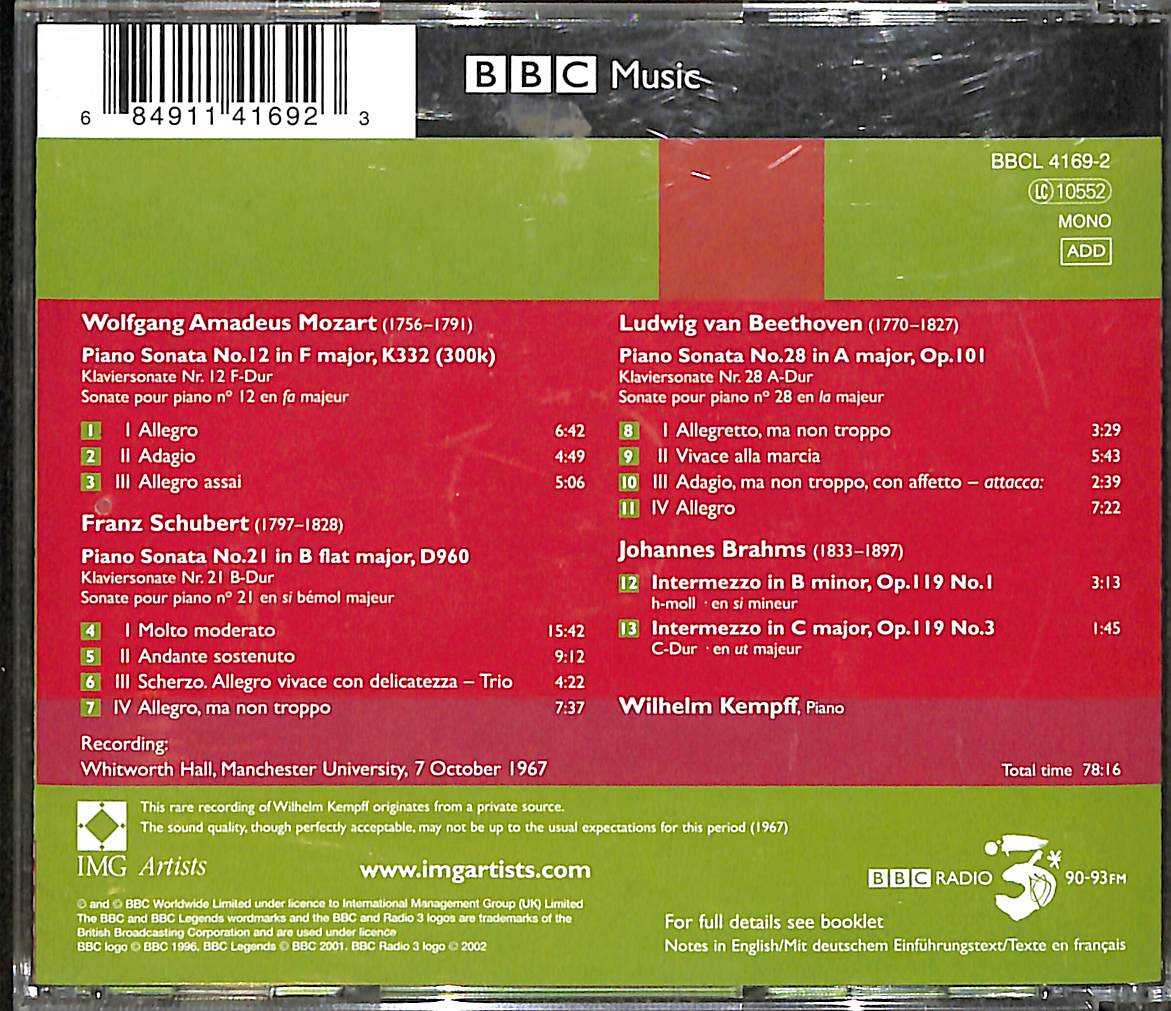 6 84911 41692 3
BBC Music
BBCL 4169-2
LC 10552
MONO
ADD
Wolfgang Amadeus Mozart (1756–1791)
Piano Sonata No.12 in F major, K332 (300k)
Klaviersonate Nr. 12 F-Dur
Sonate pour piano nº 12 en fa majeur
1 I Allegro 6:42
2 II Adagio 4:49
3 III Allegro assai 5:06
Franz Schubert (1797–1828)
Piano Sonata No.21 in B flat major, D960
Klaviersonate Nr. 21 B-Dur
Sonate pour piano nº 21 en si bémol majeur
4 I Molto moderato 15:42
5 II Andante sostenuto 9:12
6 III Scherzo. Allegro vivace con delicatezza – Trio 4:22
7 IV Allegro, ma non troppo 7:37
Recording:
Whitworth Hall, Manchester University, 7 October 1967
Ludwig van Beethoven (1770–1827)
Piano Sonata No.28 in A major, Op.101
Klaviersonate Nr. 28 A-Dur
Sonate pour piano nº 28 en la majeur
8 I Allegretto, ma non troppo 3:29
9 II Vivace alla marcia 5:43
10 III Adagio, ma non troppo, con affetto – attacca: 2:39
11 IV Allegro 7:22
Johannes Brahms (1833–1897)
12 Intermezzo in B minor, Op.119 No.1 3:13
h-moll · en si mineur
13 Intermezzo in C major, Op.119 No.3 1:45
C-Dur · en ut majeur
Wilhelm Kempff, Piano
Total time 78:16
This rare recording of Wilhelm Kempff originates from a private source.
The sound quality, though perfectly acceptable, may not be up to the usual expectations for this period (1967)
IMG Artists
www.imgartists.com
BBC RADIO 3 90-93FM
℗ and © BBC Worldwide Limited under licence to International Management Group (UK) Limited
The BBC and BBC Legends wordmarks and the BBC and Radio 3 logos are trademarks of the
British Broadcasting Corporation and are used under licence
BBC logo © BBC 1996. BBC Legends © BBC 2001. BBC Radio 3 logo © 2002
For full details see booklet
Notes in English/Mit deutschem Einführungstext/Texte en français